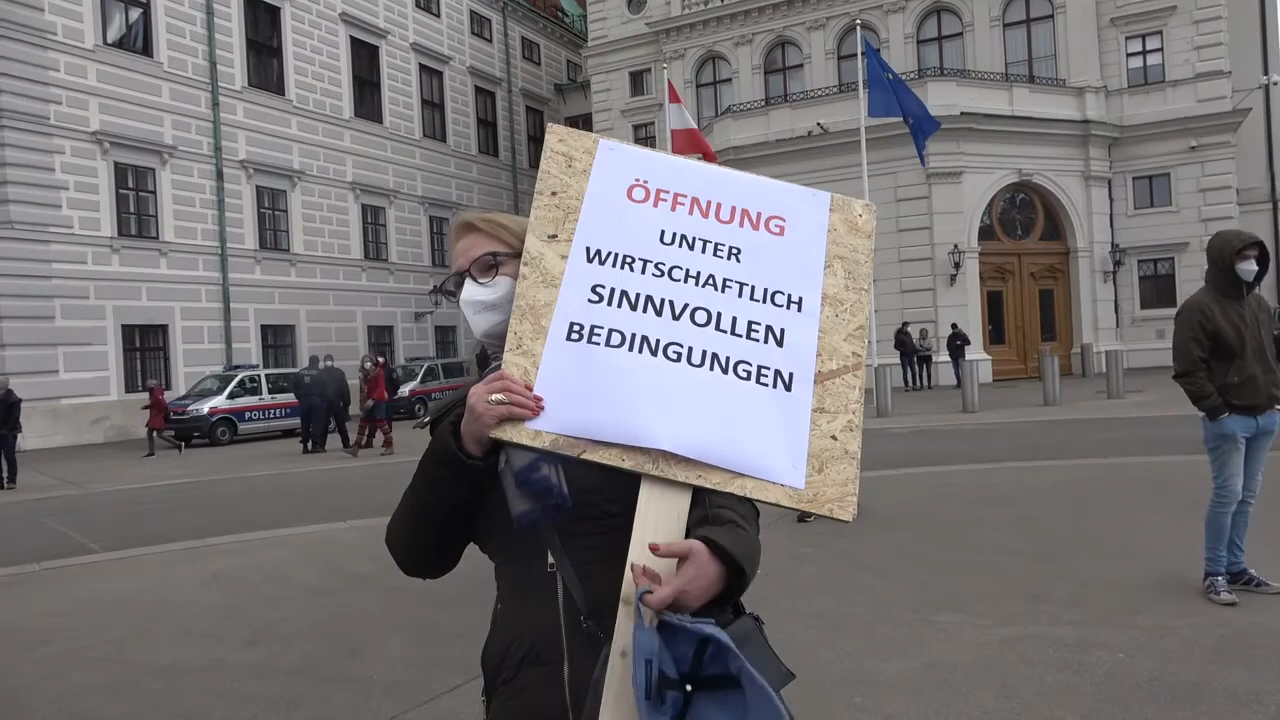 ÖFFNUNG
UNTER
WIRTSCHAFTLICH
SINNVOLLEN
BEDINGUNGEN
POLIZEI